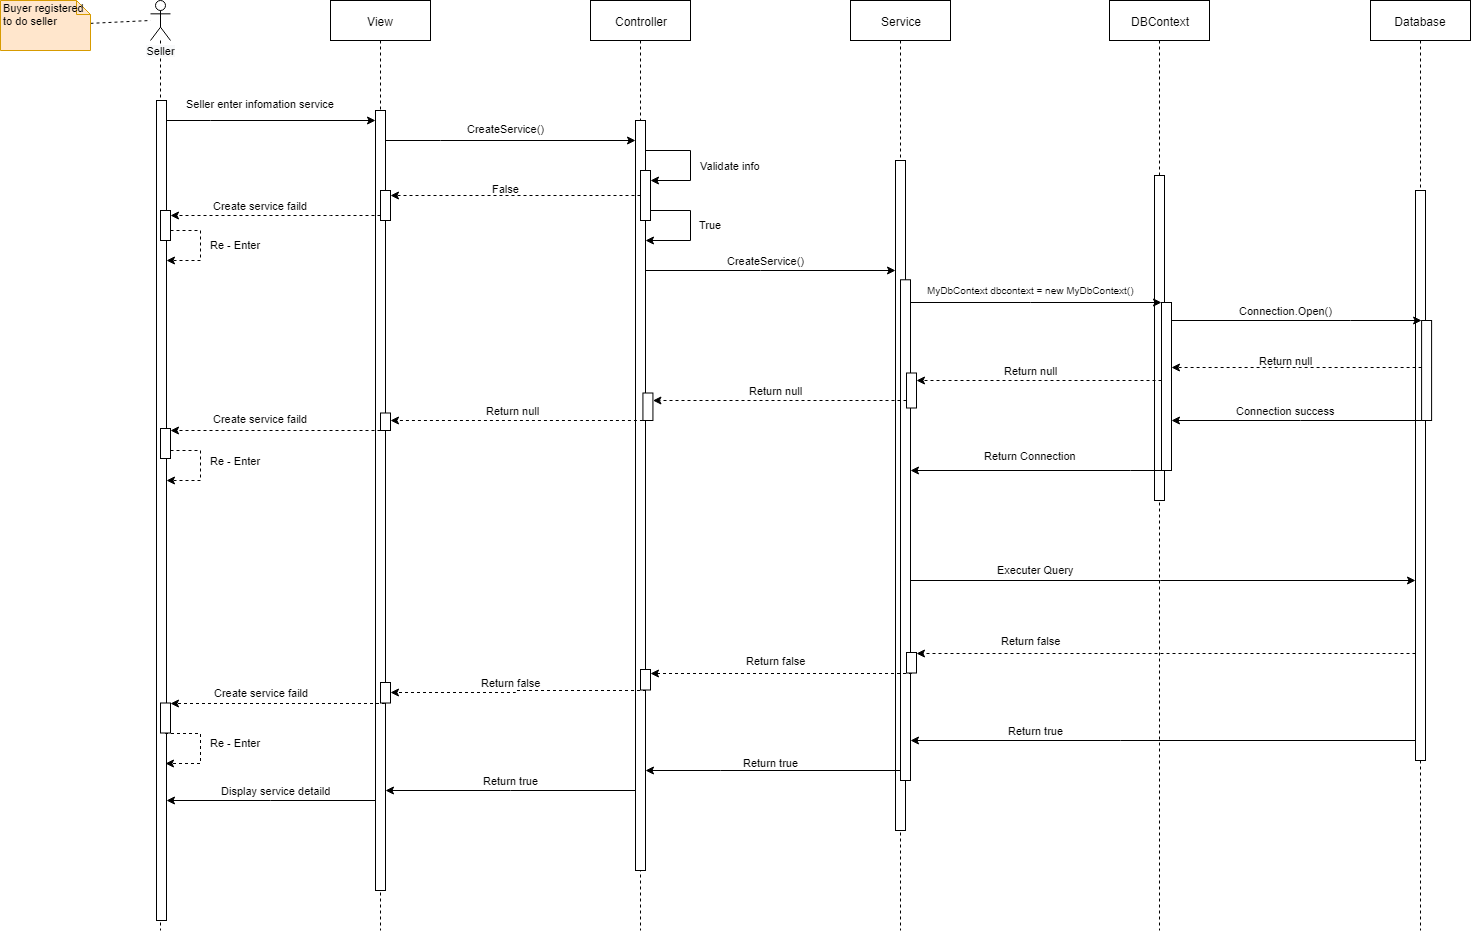 Buyer registered
to do seller
Seller
View
Controller
Service
DBContext
Database
Seller enter infomation service
CreateService()
Validate info
False
Create service faild
True
Re - Enter
CreateService()
MyDbContext dbcontext = new MyDbContext()
Connection.Open()
Return null
Return null
Return null
Return null
Connection success
Create service faild
Return Connection
Re - Enter
Executer Query
Return false
Return false
Return false
Create service faild
Return true
Re - Enter
Return true
Return true
Display service detaild